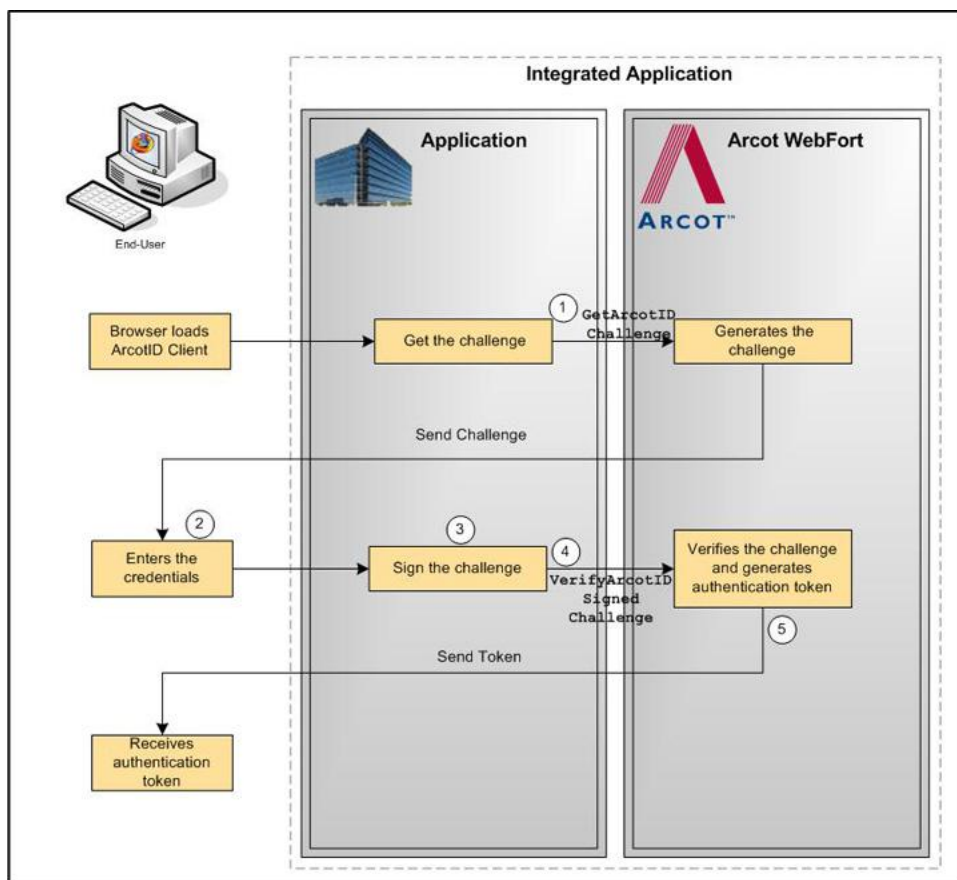 Integrated Application
Application
Arcot WebFort
ARCOT™
End-User
Browser loads
ArcotID Client
Get the challenge
1
GetArcotID
Challenge
Generates the
challenge
Send Challenge
2
Enters the
credentials
3
Sign the challenge
4
VerifyArcotID
Signed
Challenge
Verifies the challenge
and generates
authentication token
5
Send Token
Receives
authentication
token